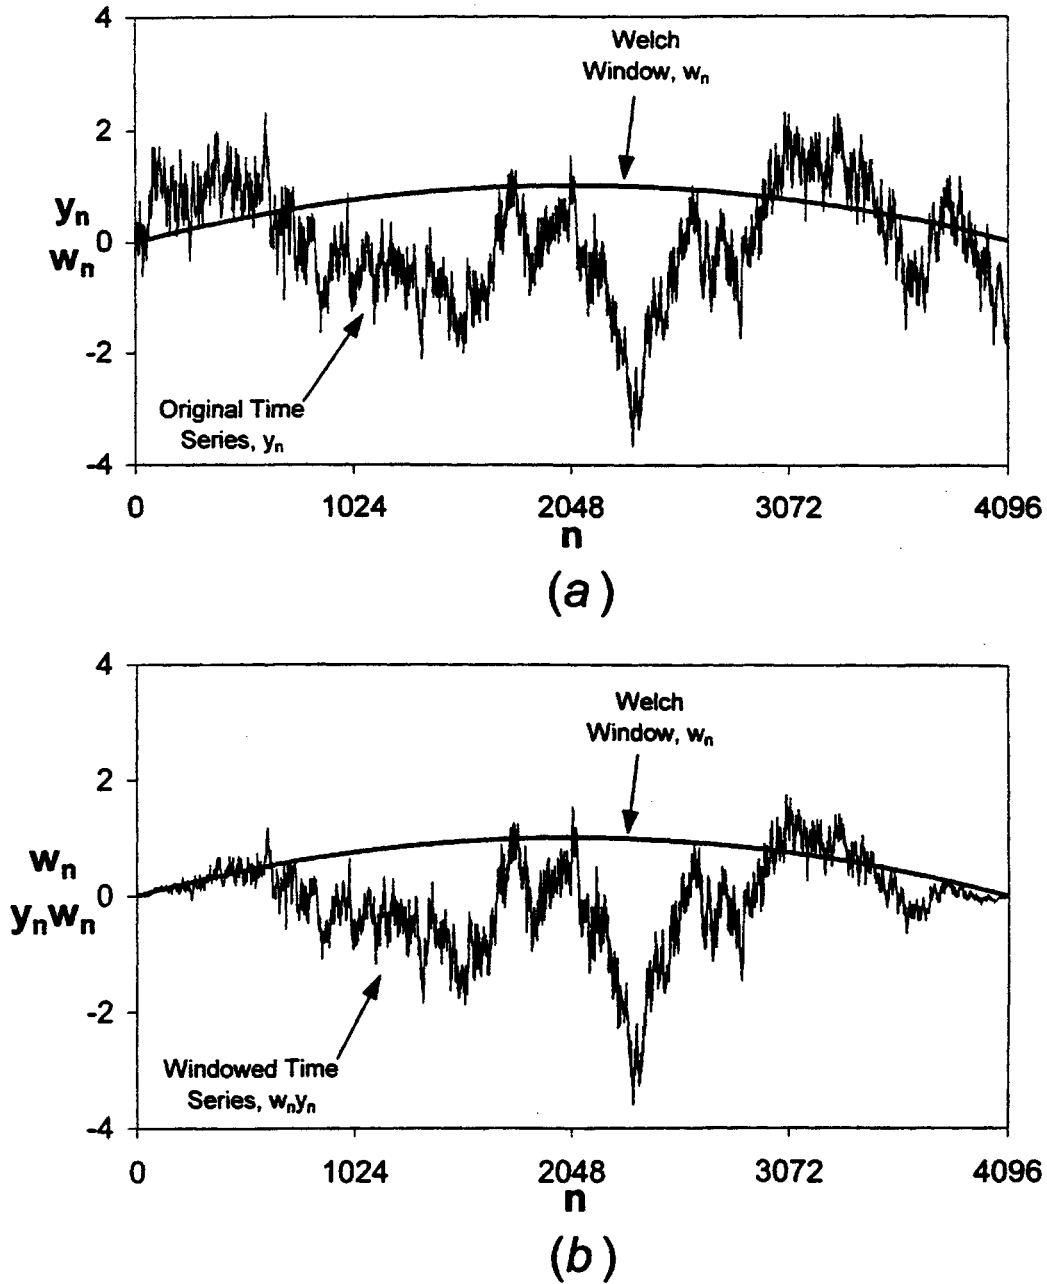 4
Welch
Window, wn
2
yn
0
wn
-2
Original Time
Series, yn
-4
0 1024 2048 3072 4096
n
(a)
4
Welch
Window, wn
2
wn
0
ynwn
-2
Windowed Time
Series, wnyn
-4
0 1024 2048 3072 4096
n
(b)